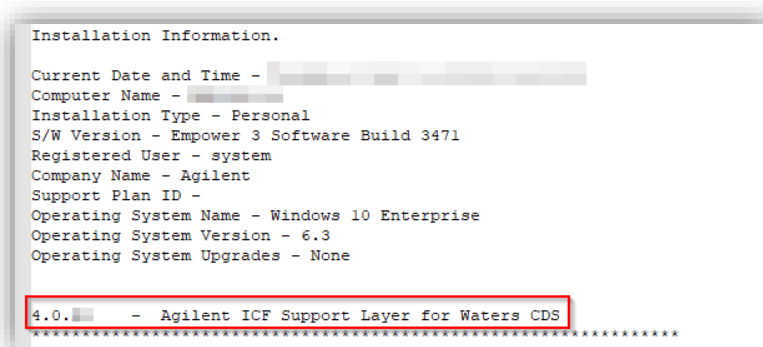 Installation Information.
Current Date and Time -
Computer Name -
Installation Type - Personal
S/W Version - Empower 3 Software Build 3471
Registered User - system
Company Name - Agilent
Support Plan ID -
Operating System Name - Windows 10 Enterprise
Operating System Version - 6.3
Operating System Upgrades - None
4.0. - Agilent ICF Support Layer for Waters CDS
*****************************************************************